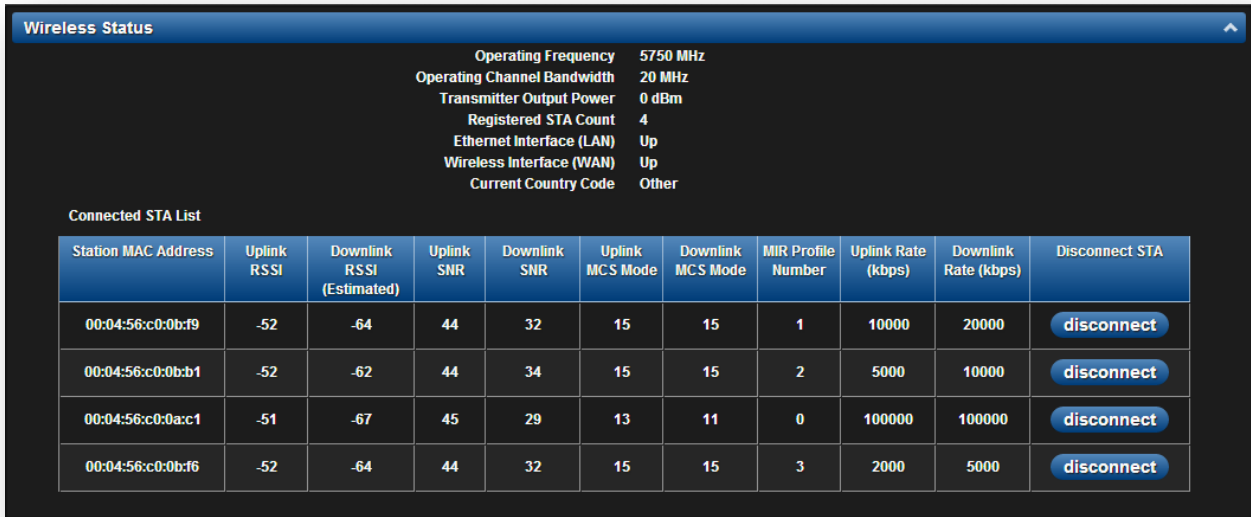 Wireless Status
Operating Frequency 5750 MHz
Operating Channel Bandwidth 20 MHz
Transmitter Output Power 0 dBm
Registered STA Count 4
Ethernet Interface (LAN) Up
Wireless Interface (WAN) Up
Current Country Code Other
Connected STA List
Station MAC Address Uplink RSSI Downlink RSSI (Estimated) Uplink SNR Downlink SNR Uplink MCS Mode Downlink MCS Mode MIR Profile Number Uplink Rate (kbps) Downlink Rate (kbps) Disconnect STA
00:04:56:c0:0b:f9 -52 -64 44 32 15 15 1 10000 20000 disconnect
00:04:56:c0:0b:b1 -52 -62 44 34 15 15 2 5000 10000 disconnect
00:04:56:c0:0a:c1 -51 -67 45 29 13 11 0 100000 100000 disconnect
00:04:56:c0:0b:f6 -52 -64 44 32 15 15 3 2000 5000 disconnect